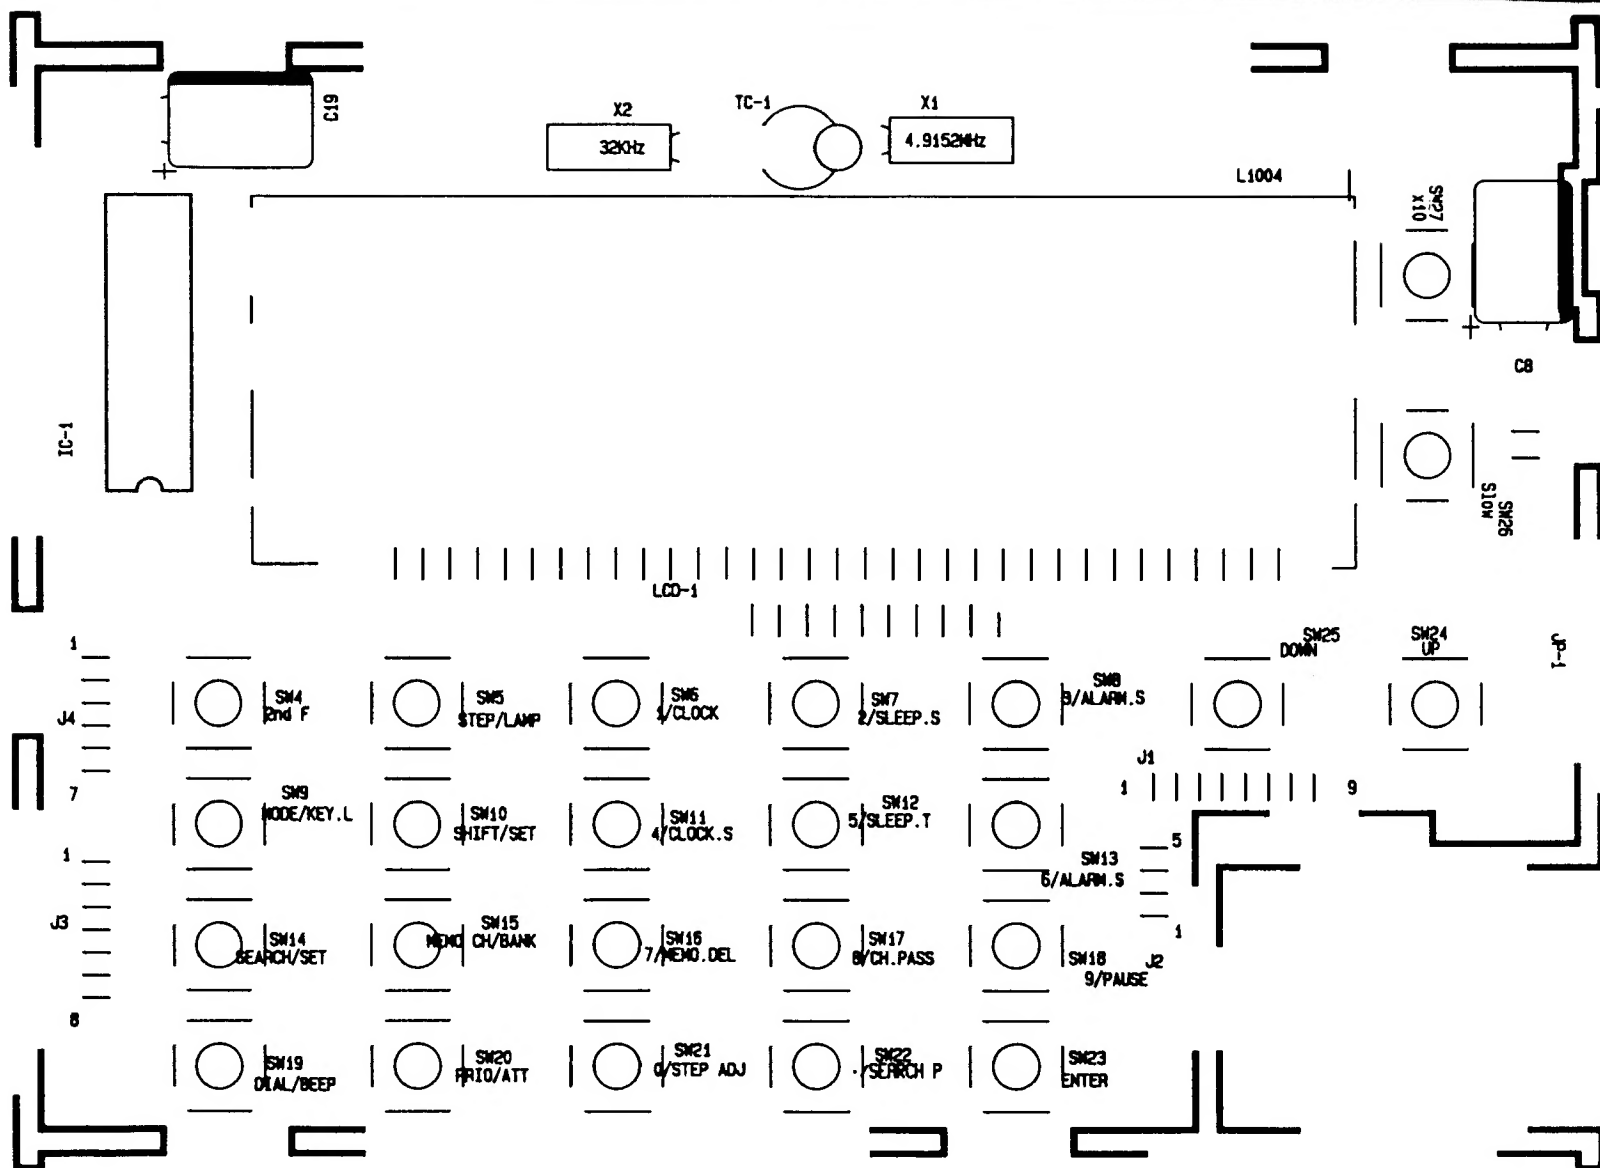 C19
X2
32KHz
TC-1
X1
4.9152MHz
L1004
SW27
X10
+
+
C8
IC-1
SW26
Slow
LCD-1
1
J4
7
SW4
2nd F
SW5
STEP/LAMP
SW6
1/CLOCK
SW7
2/SLEEP.S
SW8
3/ALARM.S
SW25
DOWN
SW24
UP
JP-1
J1
1
9
SW9
MODE/KEY.L
SW10
SHIFT/SET
SW11
4/CLOCK.S
SW12
5/SLEEP.T
SW13
6/ALARM.S
5
1
J2
1
J3
8
SW14
SEARCH/SET
SW15
MEMO CH/BANK
SW16
7/MEMO.DEL
SW17
8/CH.PASS
SW18
9/PAUSE
SW19
DIAL/BEEP
SW20
PRIO/ATT
SW21
0/STEP ADJ
SW22
./SERRCH P
SW23
ENTER